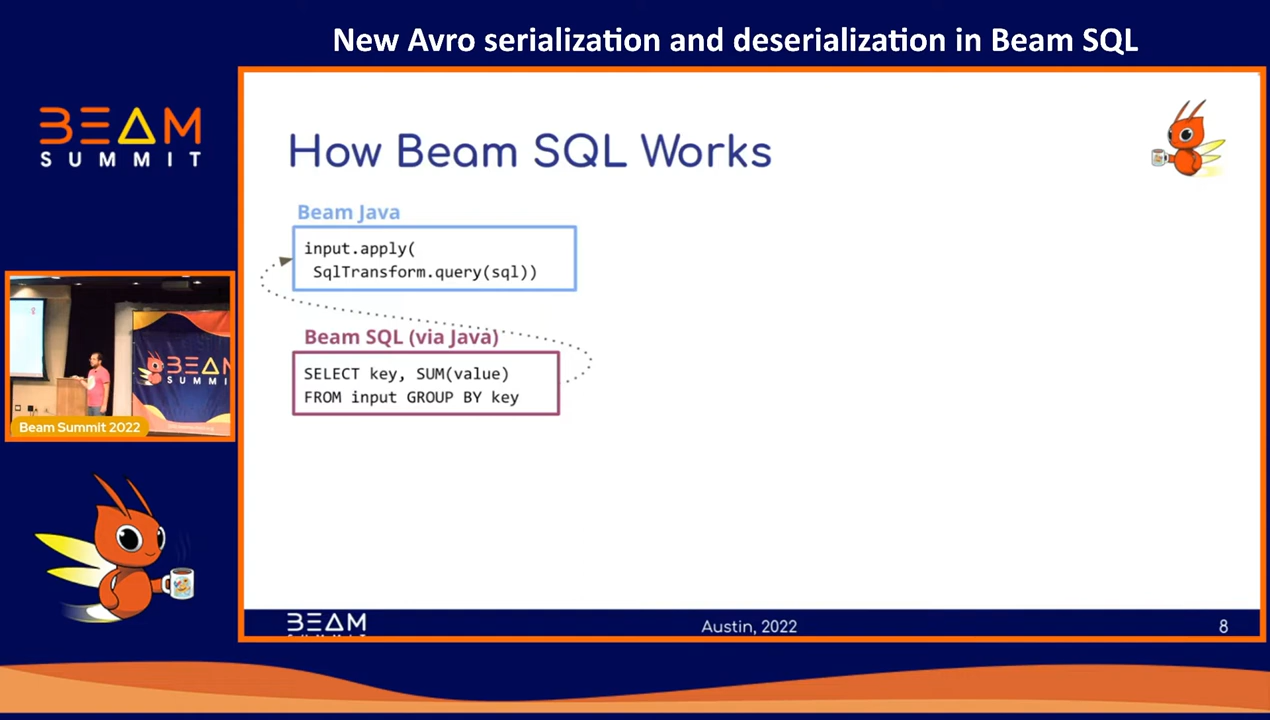 New Avro serialization and deserialization in Beam SQL
BEAM
SUMMIT
How Beam SQL Works
Beam Java
input.apply(
SqlTransform.query(sql))
Beam SQL (via Java)
SELECT key, SUM(value)
FROM input GROUP BY key
BEAM
SUMM
Beam Summit 2022
BEAM
Austin, 2022
8